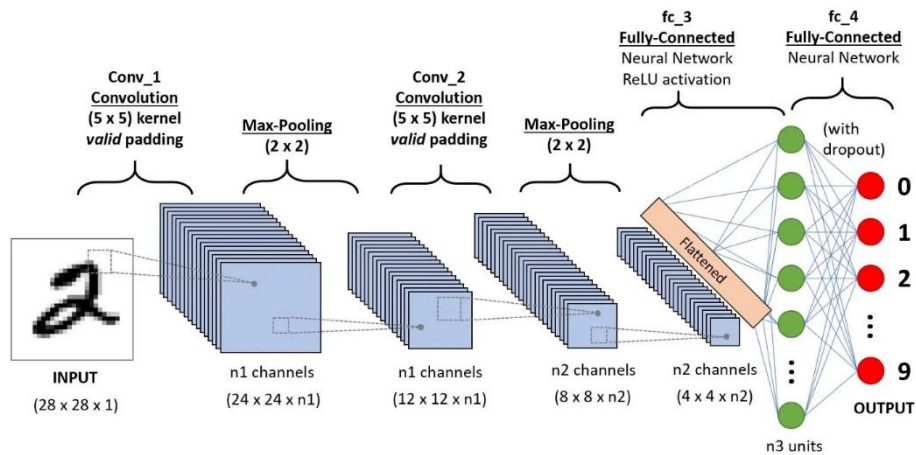 fc_3
Fully-Connected
Neural Network
ReLU activation
fc_4
Fully-Connected
Neural Network
Conv_1
Convolution
(5 x 5) kernel
valid padding
Max-Pooling
(2 x 2)
Conv_2
Convolution
(5 x 5) kernel
valid padding
Max-Pooling
(2 x 2)
(with
dropout)
Flattened
0
1
2
9
INPUT
(28 x 28 x 1)
n1 channels
(24 x 24 x n1)
n1 channels
(12 x 12 x n1)
n2 channels
(8 x 8 x n2)
n2 channels
(4 x 4 x n2)
n3 units
OUTPUT
2